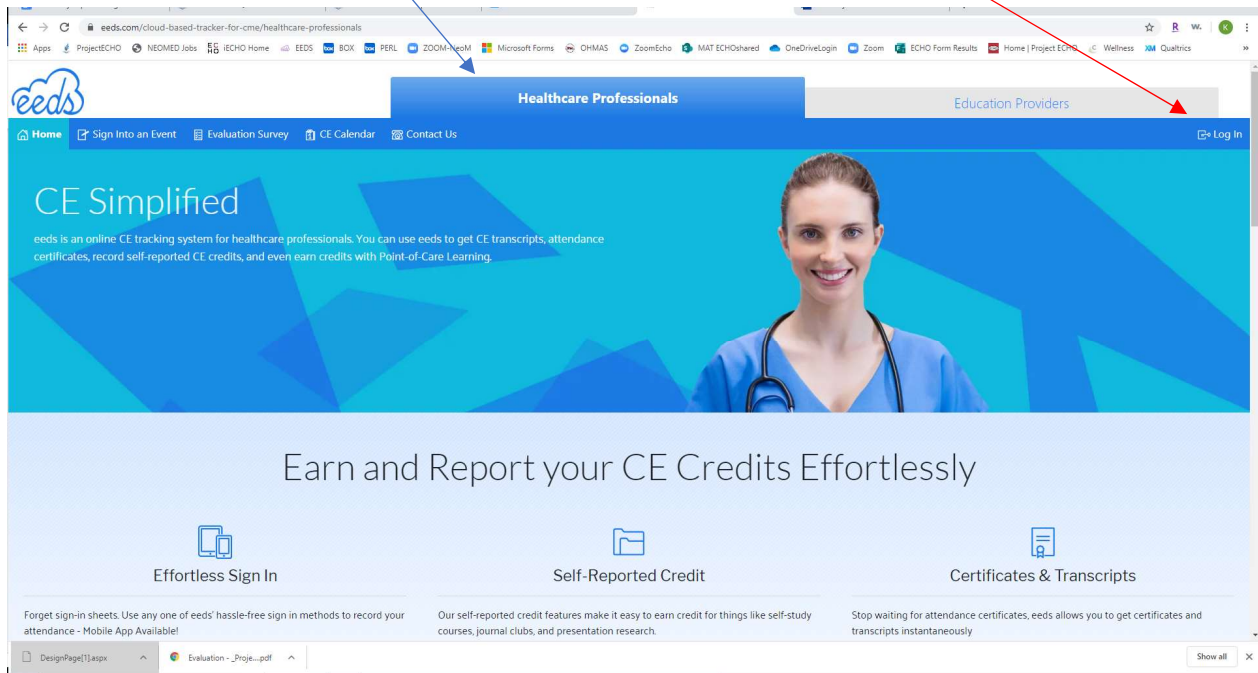 eeds.com/cloud-based-tracker-for-cme/healthcare-professionals
R W. K
Apps ProjectECHO NEOMED Jobs iECHO Home EEDS BOX PERL ZOOM-NeoM Microsoft Forms OHMAS ZoomEcho MAT ECHOshared OneDriveLogin Zoom ECHO Form Results Home | Project ECHO Wellness XM Qualtrics »
eeds
Healthcare Professionals
Education Providers
Home Sign Into an Event Evaluation Survey CE Calendar Contact Us Log In
CE Simplified
eeds is an online CE tracking system for healthcare professionals. You can use eeds to get CE transcripts, attendance
certificates, record self-reported CE credits, and even earn credits with Point-of-Care Learning.
Earn and Report your CE Credits Effortlessly
Effortless Sign In
Forget sign-in sheets. Use any one of eeds' hassle-free sign in methods to record your
attendance - Mobile App Available!
Self-Reported Credit
Our self-reported credit features make it easy to earn credit for things like self-study
courses, journal clubs, and presentation research.
Certificates & Transcripts
Stop waiting for attendance certificates, eeds allows you to get certificates and
transcripts instantaneously
DesignPage[1].aspx Evaluation - _Proje....pdf Show all